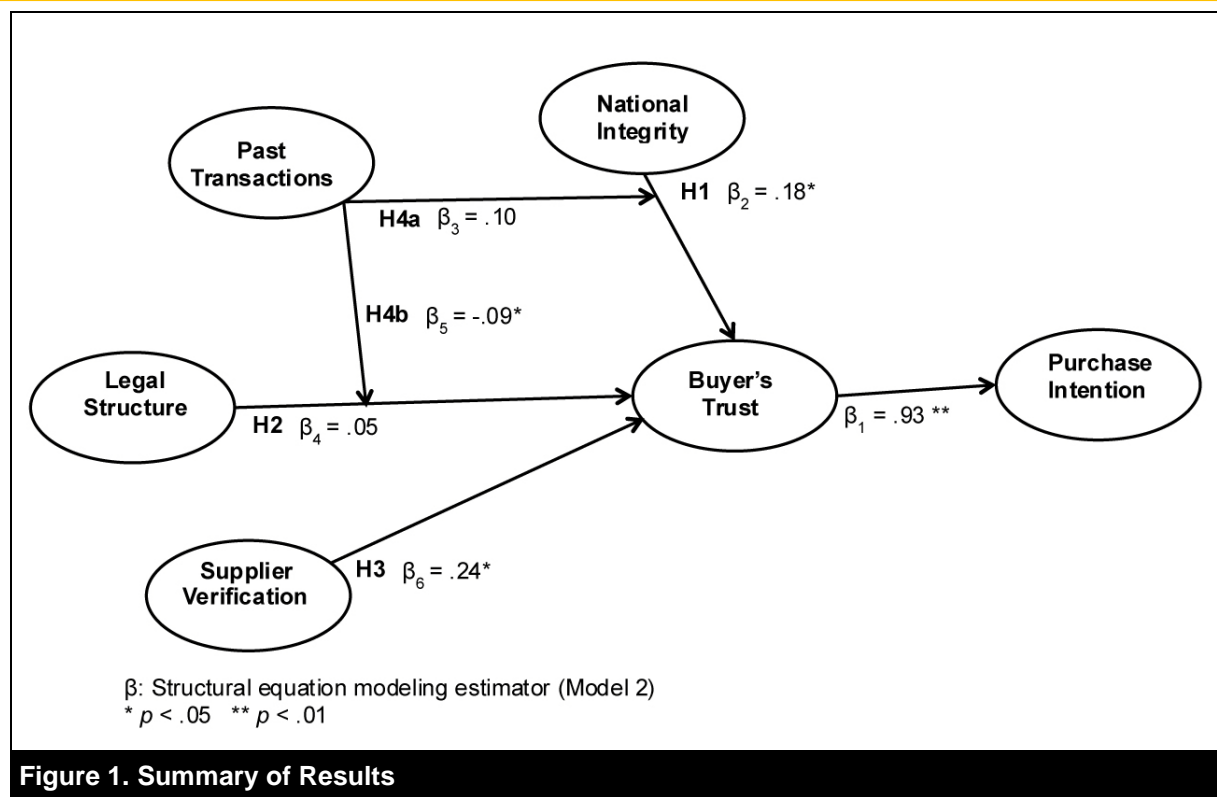 National
Integrity
Past
Transactions
H1 β2 = .18*
H4a β3 = .10
H4b β5 = -.09*
Legal
Structure
Buyer's
Trust
Purchase
Intention
H2 β4 = .05
β1 = .93 **
Supplier
Verification
H3 β6 = .24*
β: Structural equation modeling estimator (Model 2)
* p < .05 ** p < .01
Figure 1. Summary of Results